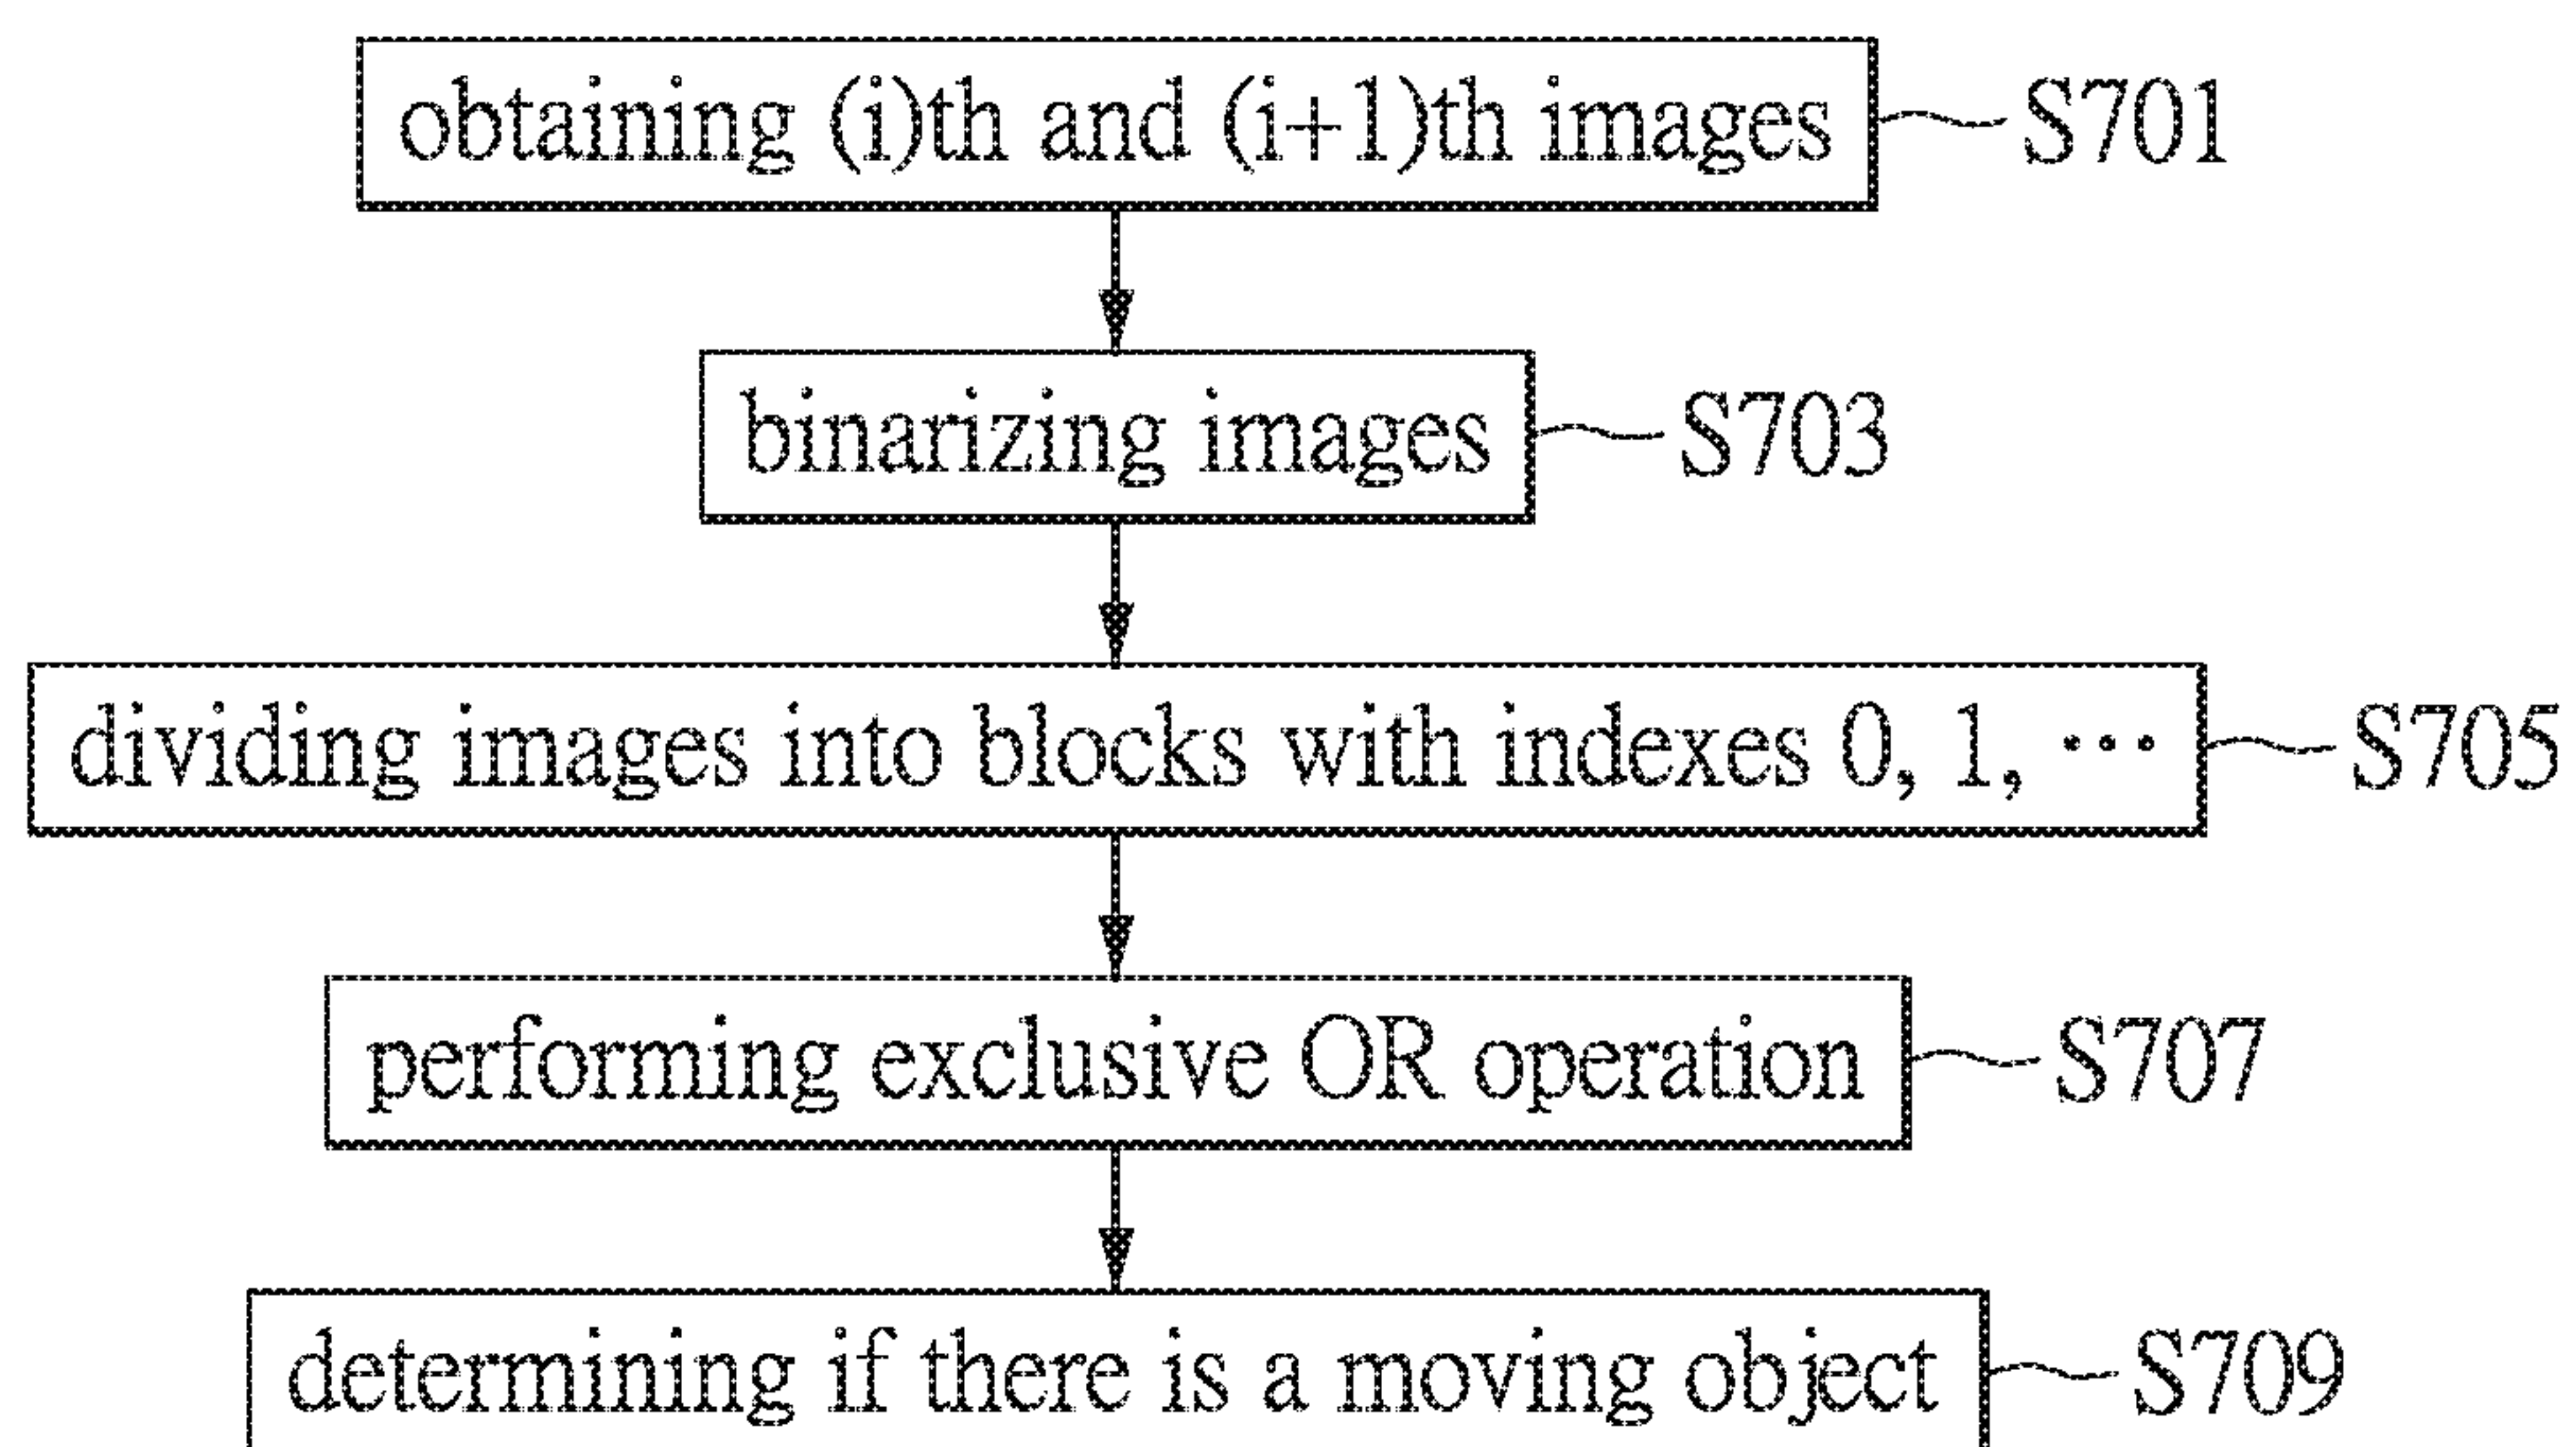 obtaining (i)th and (i+1)th images S701
binarizing images S703
dividing images into blocks with indexes 0, 1, ··· S705
performing exclusive OR operation S707
determining if there is a moving object S709